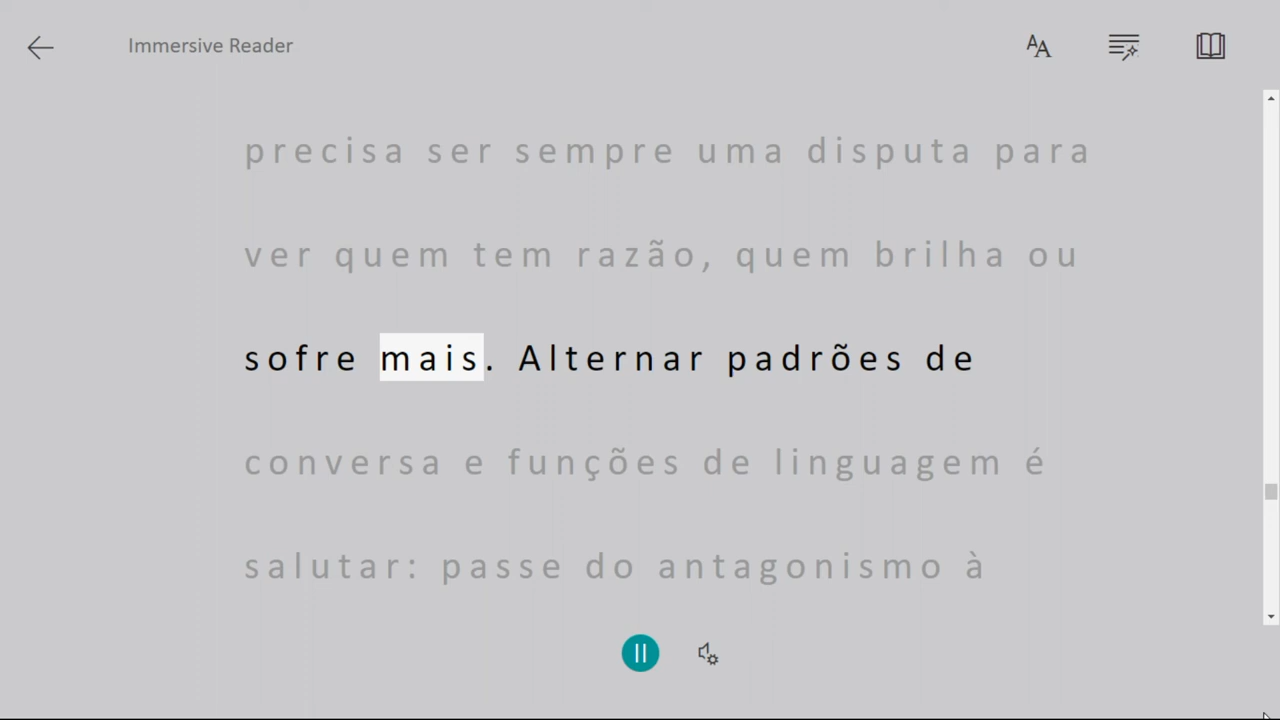 Immersive Reader
precisa ser sempre uma disputa para
ver quem tem razão, quem brilha ou
sofre mais. Alternar padrões de
conversa e funções de linguagem é
salutar: passe do antagonismo à